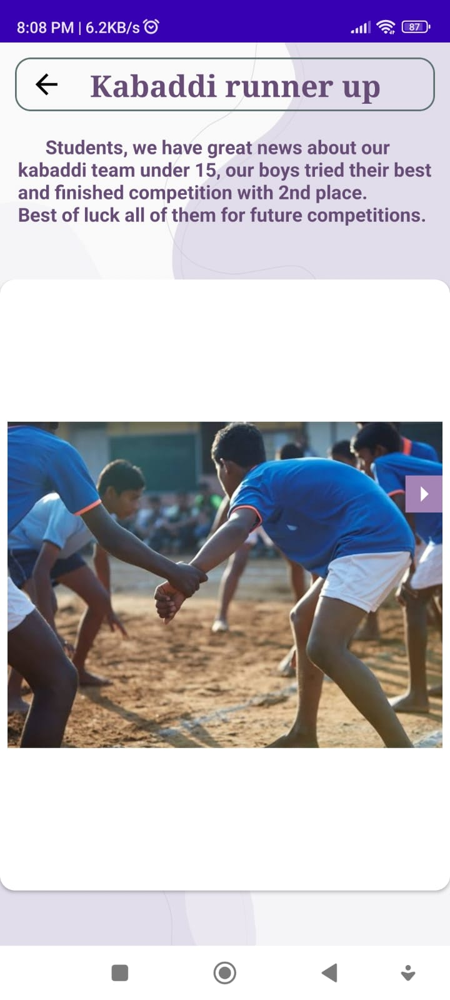 8:08 PM | 6.2KB/s
87
Kabaddi runner up
Students, we have great news about our
kabaddi team under 15, our boys tried their best
and finished competition with 2nd place.
Best of luck all of them for future competitions.